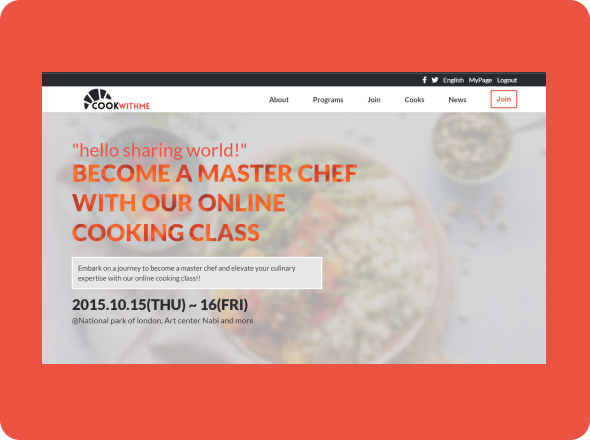 English MyPage Logout
COOKWITHME
About Programs Join Cooks News Join
"hello sharing world!"
BECOME A MASTER CHEF
WITH OUR ONLINE
COOKING CLASS
Embark on a journey to become a master chef and elevate your culinary
expertise with our online cooking class!!
2015.10.15(THU) ~ 16(FRI)
@National park of london, Art center Nabi and more